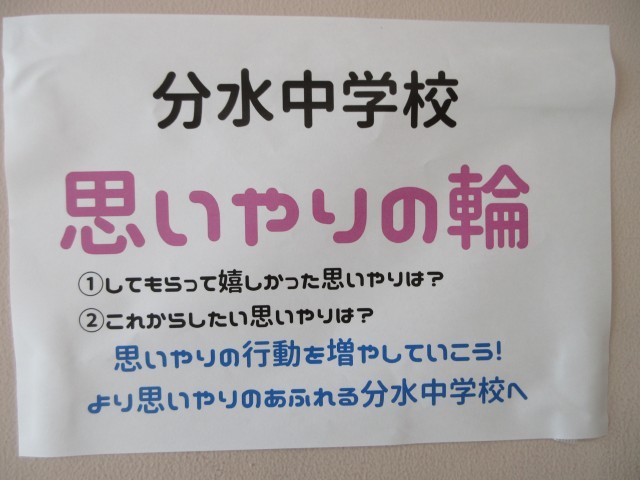 分水中学校
思いやりの輪
①してもらって嬉しかった思いやりは？
②これからしたい思いやりは？
思いやりの行動を増やしていこう！
より思いやりのあふれる分水中学校へ